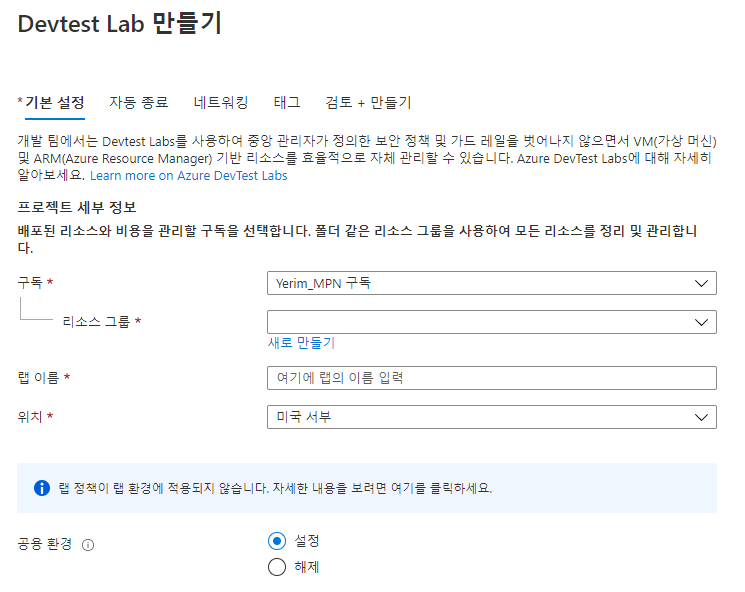 Devtest Lab 만들기
* 기본 설정 자동 종료 네트워킹 태그 검토 + 만들기
개발 팀에서는 Devtest Labs를 사용하여 중앙 관리자가 정의한 보안 정책 및 가드 레일을 벗어나지 않으면서 VM(가상 머신)
및 ARM(Azure Resource Manager) 기반 리소스를 효율적으로 자체 관리할 수 있습니다. Azure DevTest Labs에 대해 자세히
알아보세요. Learn more on Azure DevTest Labs
프로젝트 세부 정보
배포된 리소스와 비용을 관리할 구독을 선택합니다. 폴더 같은 리소스 그룹을 사용하여 모든 리소스를 정리 및 관리합니
다.
구독 * Yerim_MPN 구독
리소스 그룹 *
새로 만들기
랩 이름 * 여기에 랩의 이름 입력
위치 * 미국 서부
랩 정책이 랩 환경에 적용되지 않습니다. 자세한 내용을 보려면 여기를 클릭하세요.
공용 환경 설정
해제